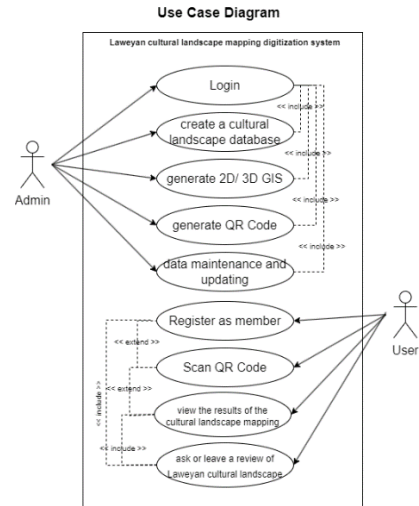 Use Case Diagram
Laweyan cultural landscape mapping digitization system
Login
<< include >>
create a cultural
landscape database
<< include >>
generate 2D/ 3D GIS
<< include >>
Admin
generate QR Code
<< include >>
data maintenance and
updating
Register as member
<< extend >>
User
Scan QR Code
<< extend >>
<< include >>
view the results of the
cultural landscape mapping
<< include >>
ask or leave a review of
Laweyan cultural landscape